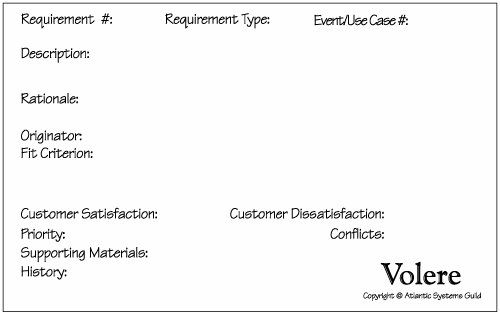 Requirement #: Requirement Type: Event/Use Case #:
Description:
Rationale:
Originator:
Fit Criterion:
Customer Satisfaction: Customer Dissatisfaction:
Priority: Conflicts:
Supporting Materials:
History:
Volere
Copyright © Atlantic Systems Guild